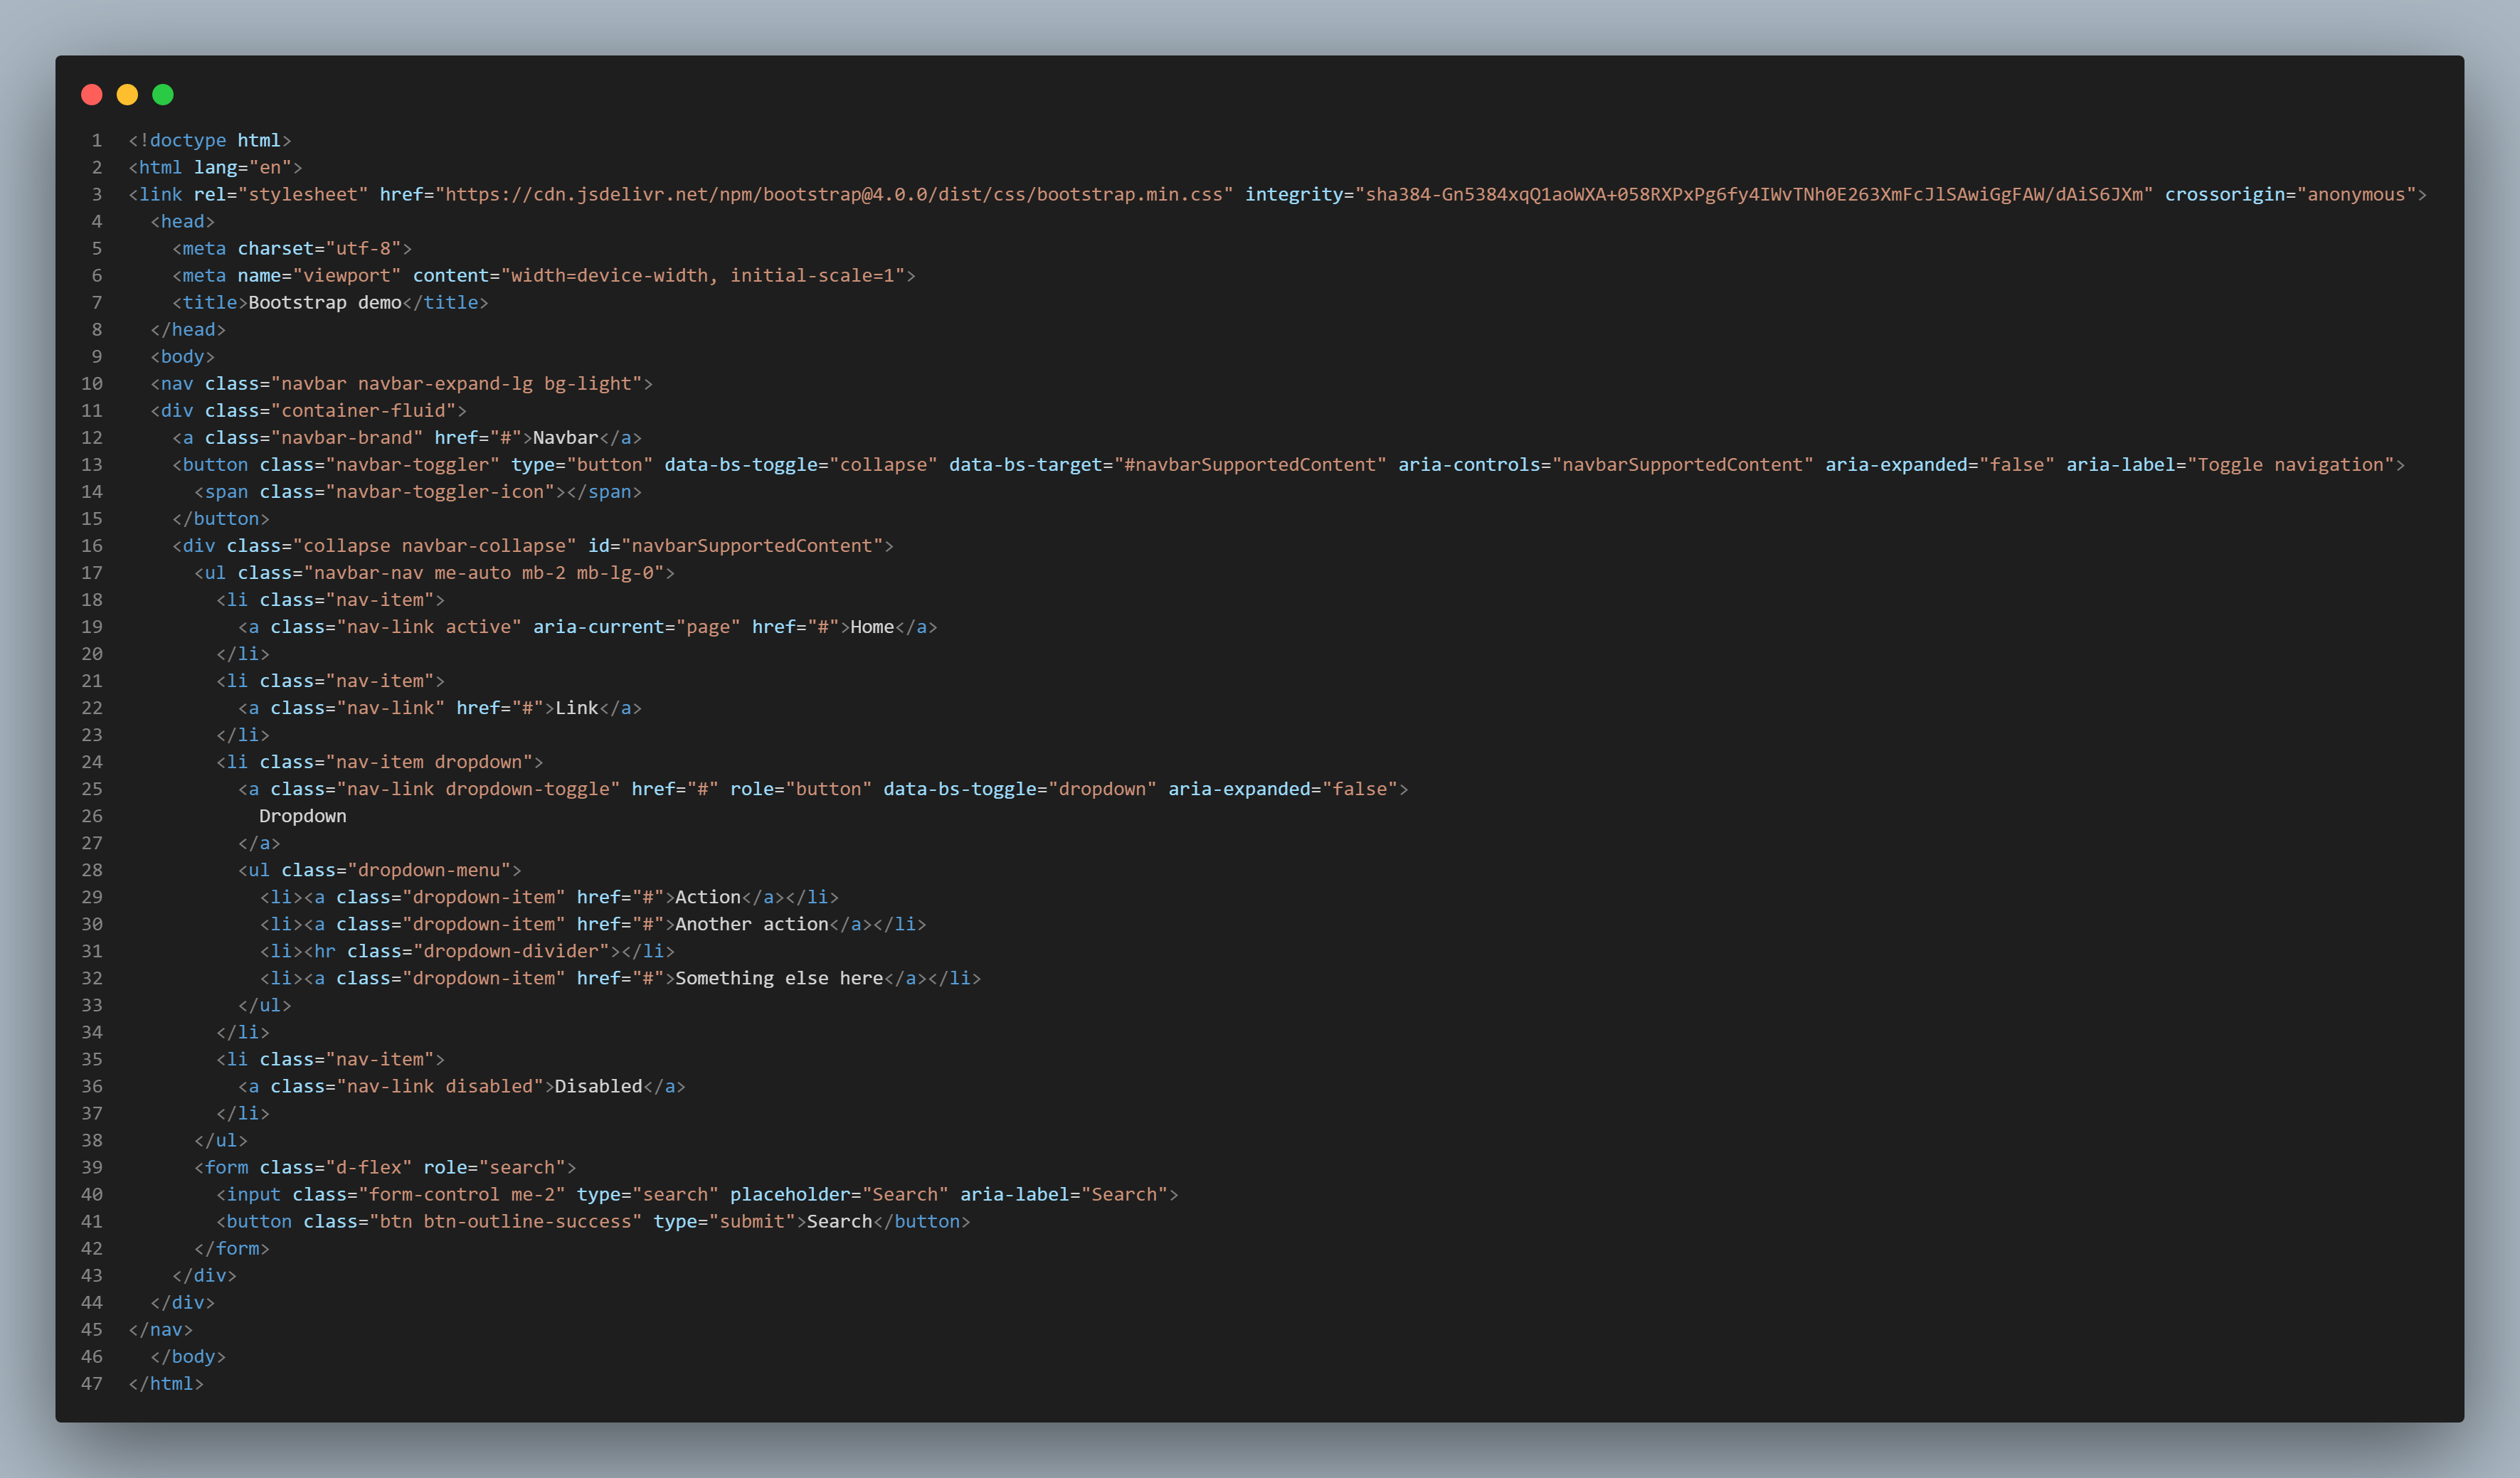 1 <!doctype html>
2 <html lang="en">
3 <link rel="stylesheet" href="https://cdn.jsdelivr.net/npm/bootstrap@4.0.0/dist/css/bootstrap.min.css" integrity="sha384-Gn5384xqQ1aoWXA+058RXPxPg6fy4IWvTNh0E263XmFcJlSAwiGgFAW/dAiS6JXm" crossorigin="anonymous">
4 <head>
5 <meta charset="utf-8">
6 <meta name="viewport" content="width=device-width, initial-scale=1">
7 <title>Bootstrap demo</title>
8 </head>
9 <body>
10 <nav class="navbar navbar-expand-lg bg-light">
11 <div class="container-fluid">
12 <a class="navbar-brand" href="#">Navbar</a>
13 <button class="navbar-toggler" type="button" data-bs-toggle="collapse" data-bs-target="#navbarSupportedContent" aria-controls="navbarSupportedContent" aria-expanded="false" aria-label="Toggle navigation">
14 <span class="navbar-toggler-icon"></span>
15 </button>
16 <div class="collapse navbar-collapse" id="navbarSupportedContent">
17 <ul class="navbar-nav me-auto mb-2 mb-lg-0">
18 <li class="nav-item">
19 <a class="nav-link active" aria-current="page" href="#">Home</a>
20 </li>
21 <li class="nav-item">
22 <a class="nav-link" href="#">Link</a>
23 </li>
24 <li class="nav-item dropdown">
25 <a class="nav-link dropdown-toggle" href="#" role="button" data-bs-toggle="dropdown" aria-expanded="false">
26 Dropdown
27 </a>
28 <ul class="dropdown-menu">
29 <li><a class="dropdown-item" href="#">Action</a></li>
30 <li><a class="dropdown-item" href="#">Another action</a></li>
31 <li><hr class="dropdown-divider"></li>
32 <li><a class="dropdown-item" href="#">Something else here</a></li>
33 </ul>
34 </li>
35 <li class="nav-item">
36 <a class="nav-link disabled">Disabled</a>
37 </li>
38 </ul>
39 <form class="d-flex" role="search">
40 <input class="form-control me-2" type="search" placeholder="Search" aria-label="Search">
41 <button class="btn btn-outline-success" type="submit">Search</button>
42 </form>
43 </div>
44 </div>
45 </nav>
46 </body>
47 </html>